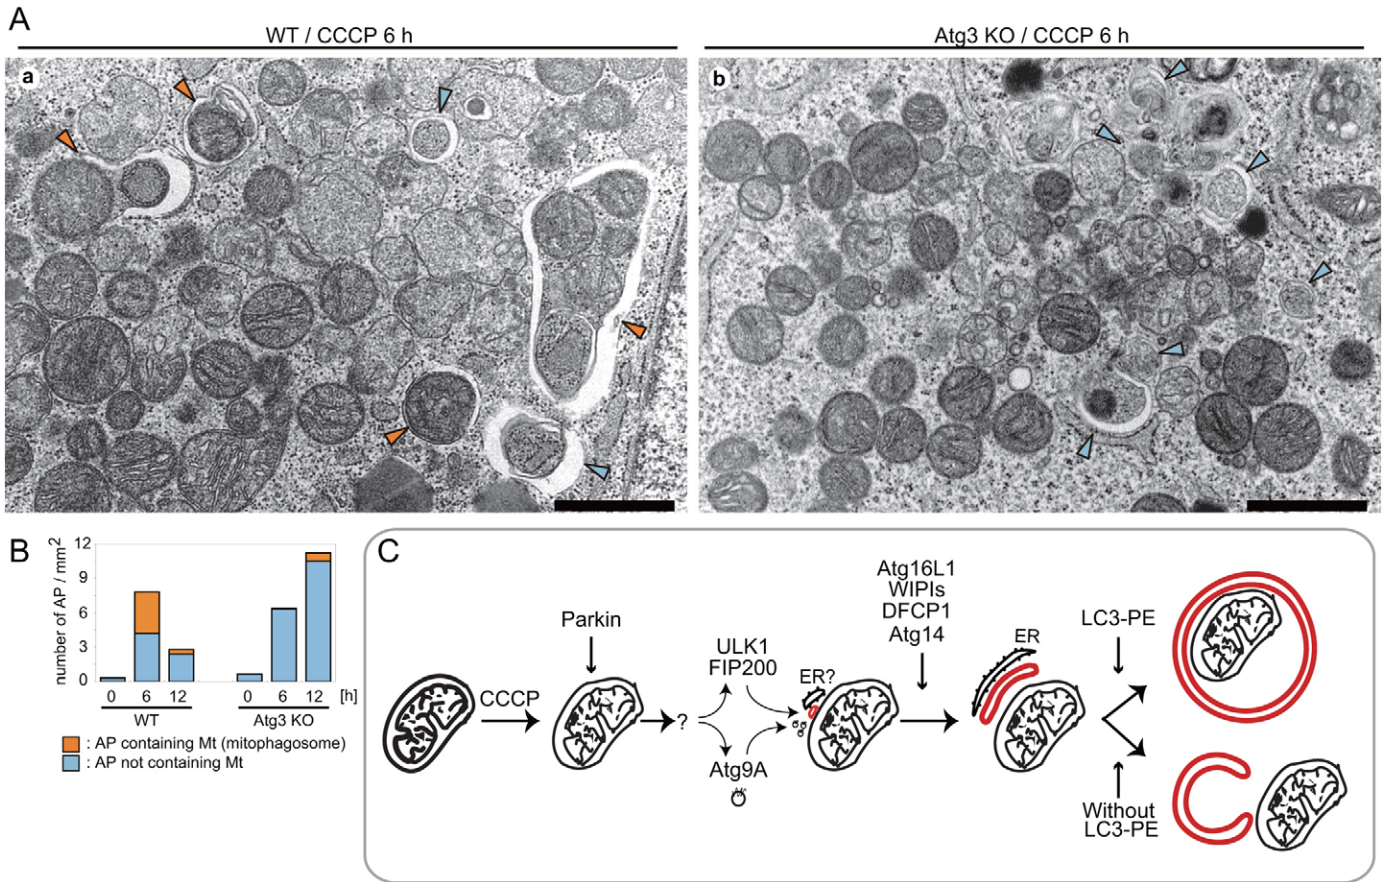 A
WT / CCCP 6 h
Atg3 KO / CCCP 6 h
a
b
B
number of AP / mm2
12
9
6
3
0
0 6 12
0 6 12 [h]
WT
Atg3 KO
: AP containing Mt (mitophagosome)
: AP not containing Mt
C
CCCP
Parkin
?
ULK1
FIP200
Atg9A
ER?
Atg16L1
WIPIs
DFCP1
Atg14
ER
LC3-PE
Without
LC3-PE